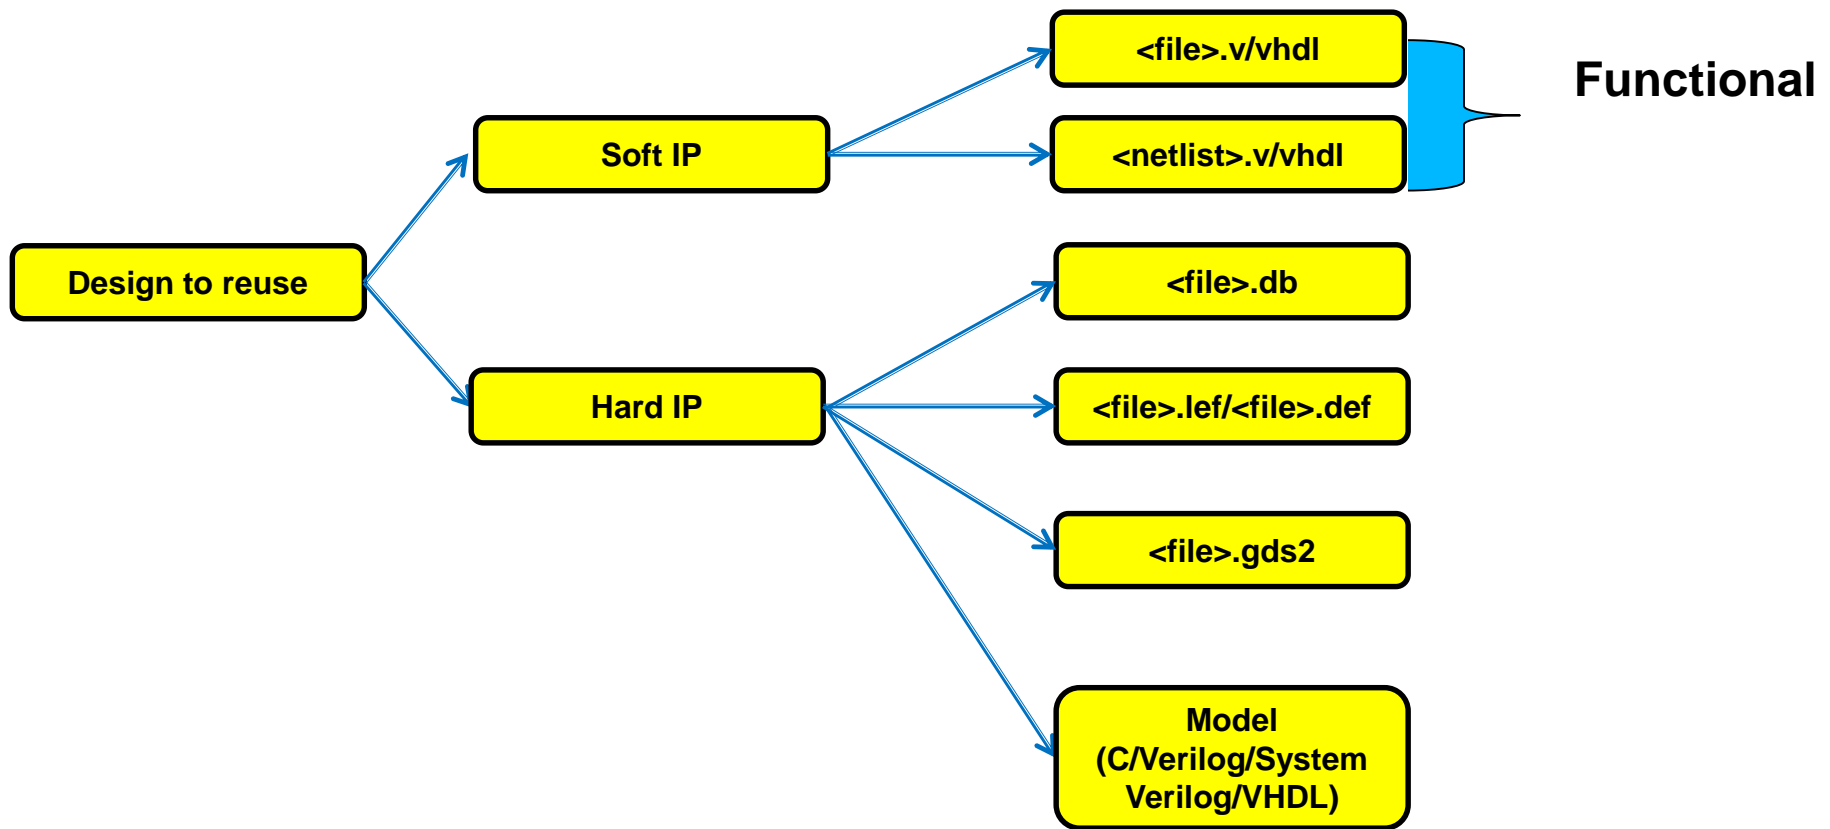 <file>.v/vhdl
Functional
Soft IP
<netlist>.v/vhdl
Design to reuse
<file>.db
Hard IP
<file>.lef/<file>.def
<file>.gds2
Model
(C/Verilog/System
Verilog/VHDL)